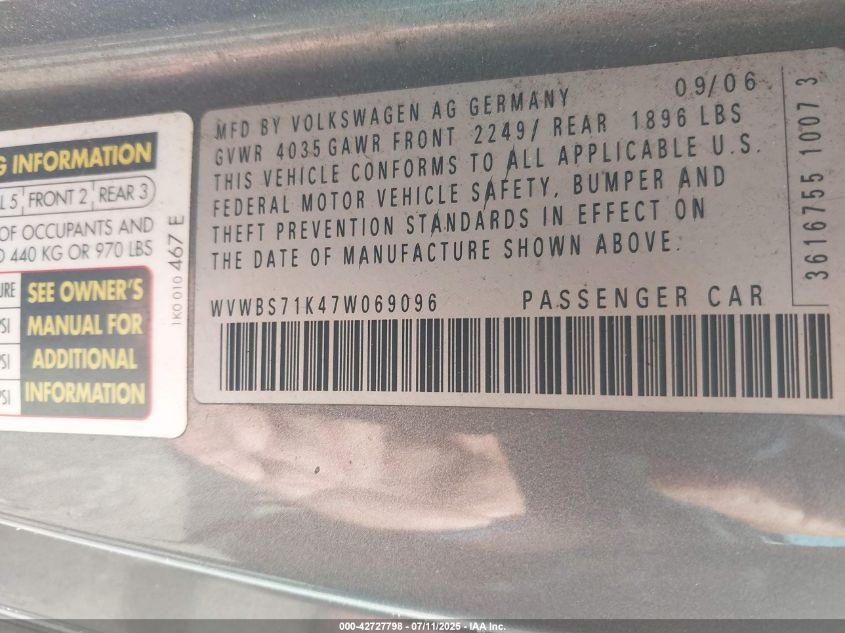 G INFORMATION
L 5 FRONT 2 REAR 3
OF OCCUPANTS AND
440 KG OR 970 LBS
SEE OWNER'S
MANUAL FOR
ADDITIONAL
INFORMATION
PSI
PSI
1K0 010 467 E
09/06
MFD BY VOLKSWAGEN AG GERMANY
GVWR 4035 GAWR FRONT 2249/ REAR 1896 LBS
THIS VEHICLE CONFORMS TO ALL APPLICABLE U.S.
FEDERAL MOTOR VEHICLE SAFETY, BUMPER AND
THEFT PREVENTION STANDARDS IN EFFECT ON
THE DATE OF MANUFACTURE SHOWN ABOVE.
WVWBS71K47W069096 PASSENGER CAR
3616755 1007 3
000-42727798 - 07/11/2025 - IAA Inc.